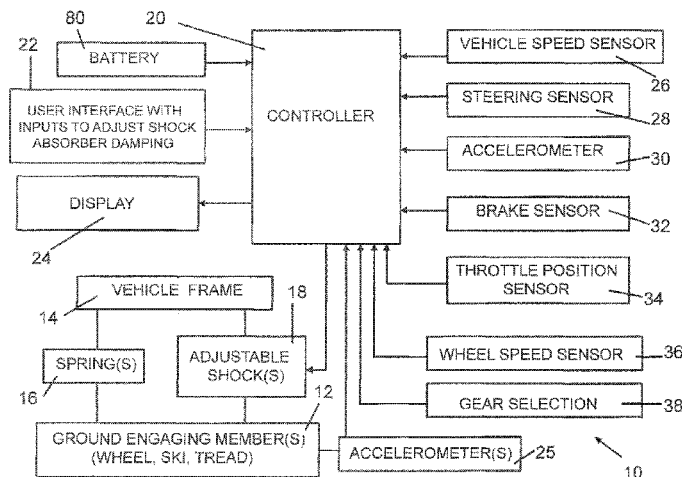 80
20
22
BATTERY
USER INTERFACE WITH
INPUTS TO ADJUST SHOCK
ABSORBER DAMPING
DISPLAY
24
CONTROLLER
VEHICLE SPEED SENSOR
26
STEERING SENSOR
28
ACCELEROMETER
30
BRAKE SENSOR
32
THROTTLE POSITION
SENSOR
34
WHEEL SPEED SENSOR
36
GEAR SELECTION
38
VEHICLE FRAME
14
18
SPRING(S)
16
ADJUSTABLE
SHOCK(S)
12
GROUND ENGAGING MEMBER(S)
(WHEEL, SKI, TREAD)
ACCELEROMETER(S)
25
10